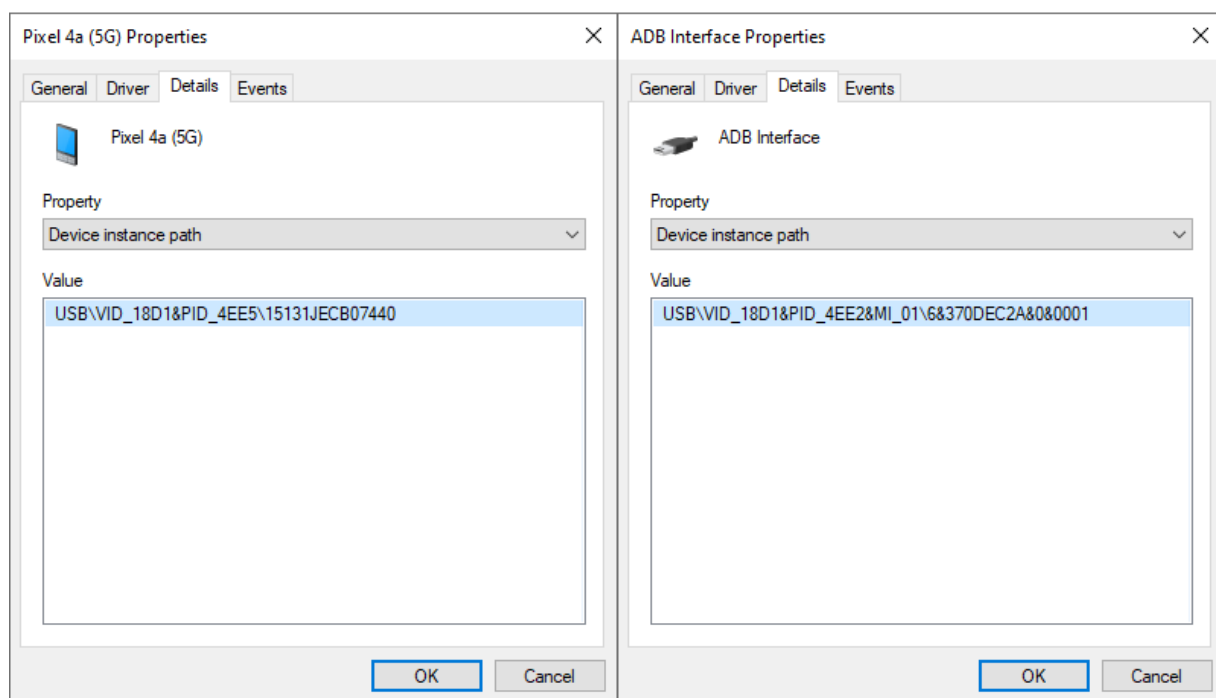 Pixel 4a (5G) Properties
General Driver Details Events
Pixel 4a (5G)
Property
Device instance path
Value
USB\VID_18D1&PID_4EE5\15131JECB07440
OK Cancel
ADB Interface Properties
General Driver Details Events
ADB Interface
Property
Device instance path
Value
USB\VID_18D1&PID_4EE2&MI_01\6&370DEC2A&0&0001
OK Cancel